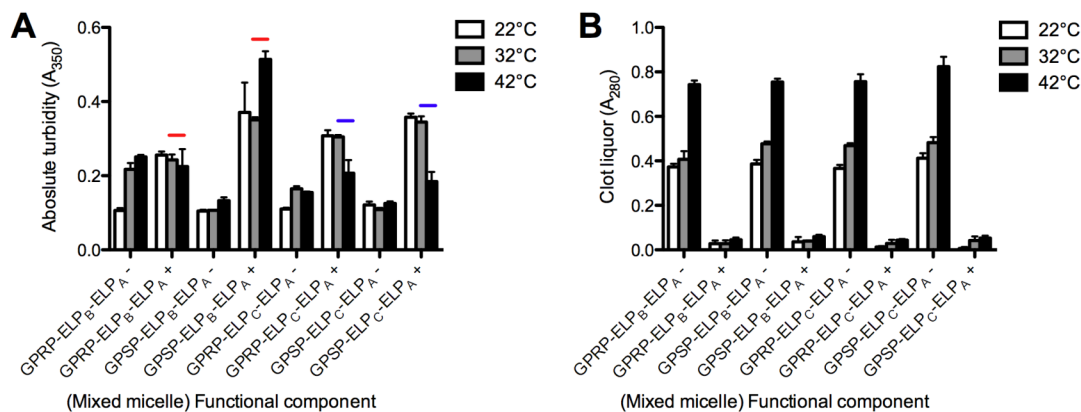 A
Aboslute turbidity (A350)
0.6
0.4
0.2
0.0
22°C
32°C
42°C
GPRP-ELPB-ELPA -
GPRP-ELPB-ELPA +
GPSP-ELPB-ELPA -
GPSP-ELPB-ELPA +
GPRP-ELPC-ELPA -
GPRP-ELPC-ELPA +
GPSP-ELPC-ELPA -
GPSP-ELPC-ELPA +
(Mixed micelle) Functional component
B
Clot liquor (A280)
1.0
0.8
0.6
0.4
0.2
0.0
22°C
32°C
42°C
GPRP-ELPB-ELPA -
GPRP-ELPB-ELPA +
GPSP-ELPB-ELPA -
GPSP-ELPB-ELPA +
GPRP-ELPC-ELPA -
GPRP-ELPC-ELPA +
GPSP-ELPC-ELPA -
GPSP-ELPC-ELPA +
(Mixed micelle) Functional component